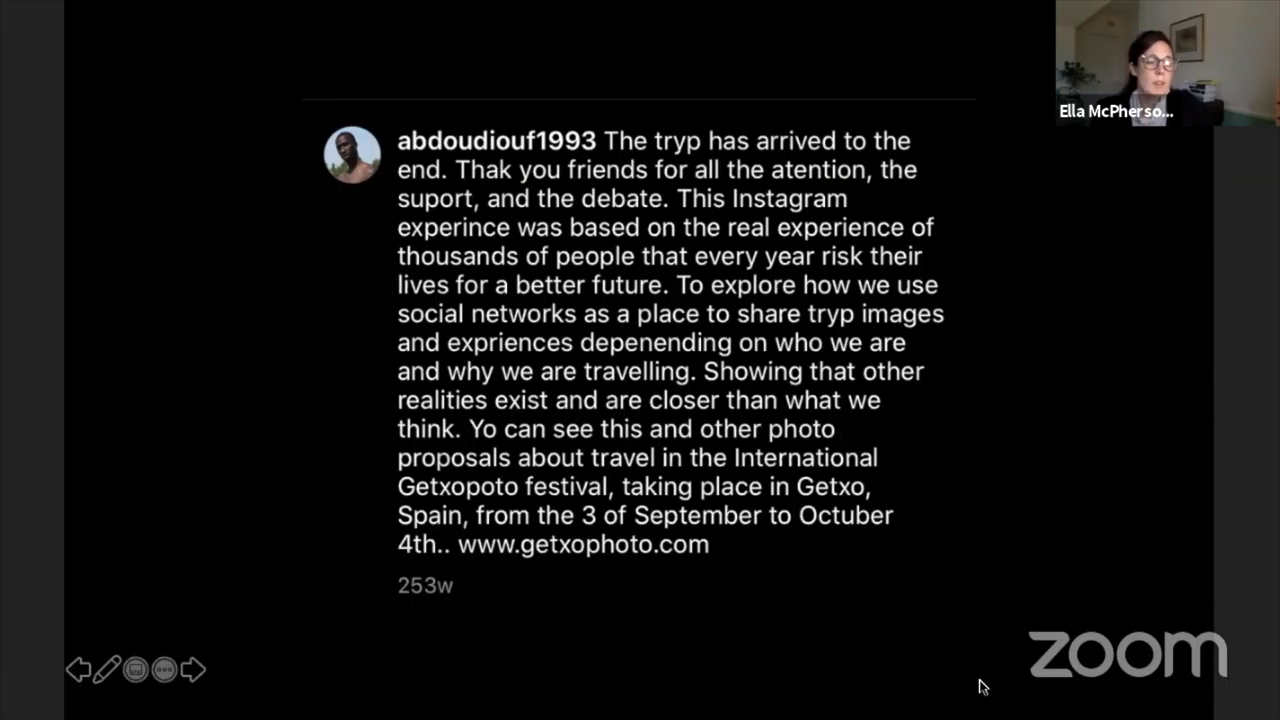 Ella McPherso...
abdoudiouf1993 The tryp has arrived to the
end. Thak you friends for all the atention, the
suport, and the debate. This Instagram
experince was based on the real experience of
thousands of people that every year risk their
lives for a better future. To explore how we use
social networks as a place to share tryp images
and expriences depenending on who we are
and why we are travelling. Showing that other
realities exist and are closer than what we
think. Yo can see this and other photo
proposals about travel in the International
Getxopoto festival, taking place in Getxo,
Spain, from the 3 of September to Octuber
4th.. www.getxophoto.com
253w
zoom